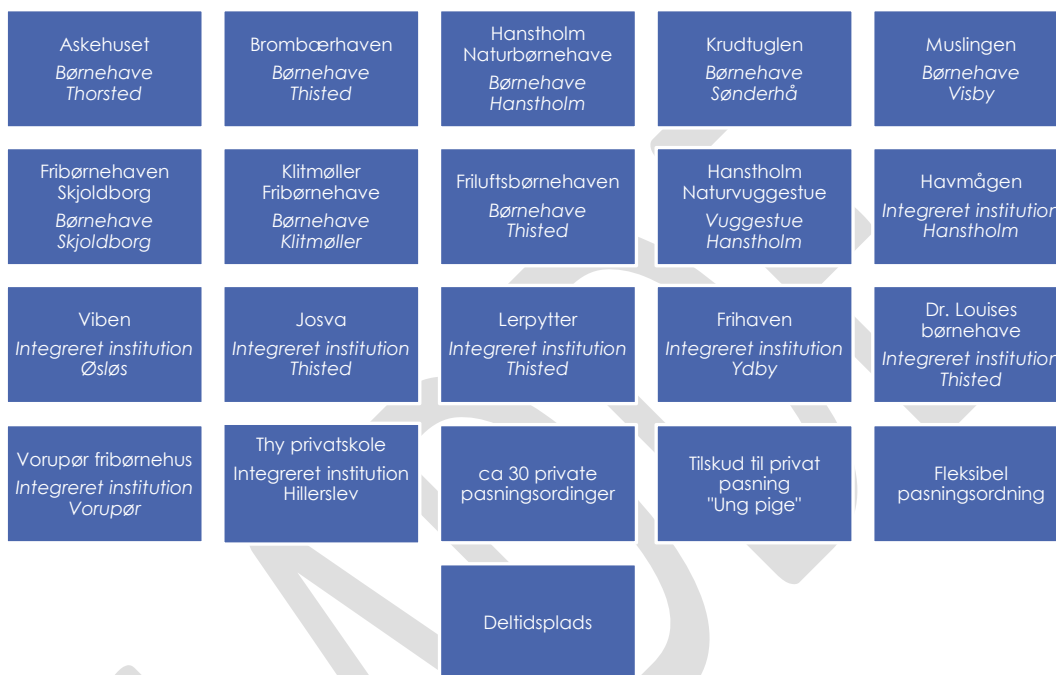 Askehuset
Børnehave
Thorsted
Brombærhaven
Børnehave
Thisted
Hanstholm
Naturbørnehave
Børnehave
Hanstholm
Krudtuglen
Børnehave
Sønderhå
Muslingen
Børnehave
Visby
Fribørnehaven
Skjoldborg
Børnehave
Skjoldborg
Klitmøller
Fribørnehave
Børnehave
Klitmøller
Friluftsbørnehaven
Børnehave
Thisted
Hanstholm
Naturvuggestue
Vuggestue
Hanstholm
Havmågen
Integreret institution
Hanstholm
Viben
Integreret institution
Øsløs
Josva
Integreret institution
Thisted
Lerpytter
Integreret institution
Thisted
Frihaven
Integreret institution
Ydby
Dr. Louises
børnehave
Integreret institution
Thisted
Vorupør fribørnehus
Integreret institution
Vorupør
Thy privatskole
Integreret institution
Hillerslev
ca 30 private
pasningsordinger
Tilskud til privat
pasning
"Ung pige"
Fleksibel
pasningsordning
Deltidsplads